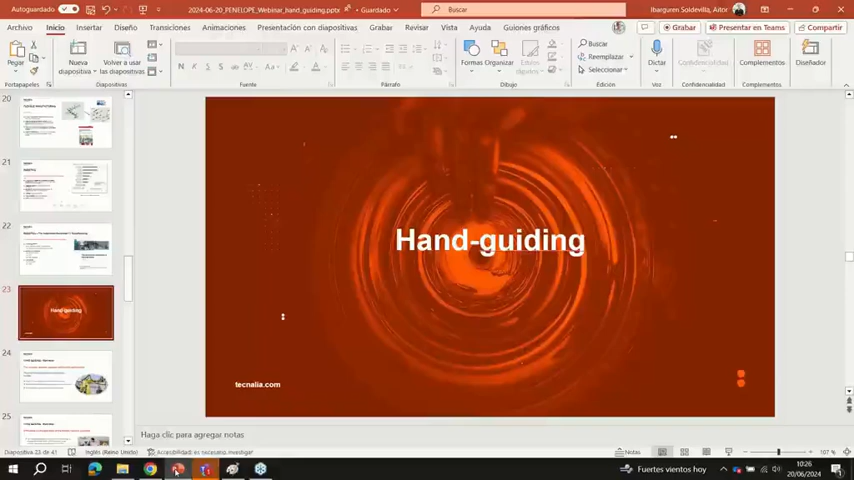 Autoguardado
2024-06-20_PENELOPE_Webinar_hand_guiding.pptx • Guardado
Buscar
Ibarguren Soldevilla, Aitor
Archivo Inicio Insertar Dibujar Diseño Transiciones Animaciones Presentación con diapositivas Grabar Revisar Vista Ayuda Guiones gráficos
Grabar Presentar en Teams Compartir
Pegar
Nueva diapositiva
Volver a usar las diapositivas
Formas Organizar Estilos rápidos
Buscar
Reemplazar
Seleccionar
Dictar
Confidencialidad
Complementos
Diseñador
Portapapeles Diapositivas Fuente Párrafo Dibujo Edición Voz Confidencialidad Complementos
20
21
22
23
Hand-guiding
24
25
Hand-guiding
tecnalia.com
Haga clic para agregar notas
Diapositiva 23 de 41 Inglés (Reino Unido) Accesibilidad: es necesario investigar Notas 107 %
Fuertes vientos hoy
10:26
20/06/2024